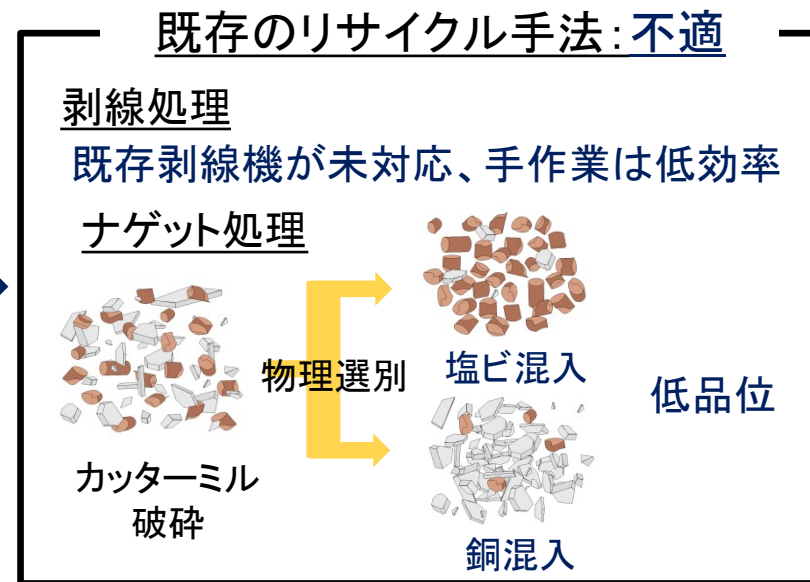 既存のリサイクル手法：不適
剥線処理
既存剥線機が未対応、手作業は低効率
ナゲット処理
物理選別
塩ビ混入
低品位
カッターミル
破砕
銅混入